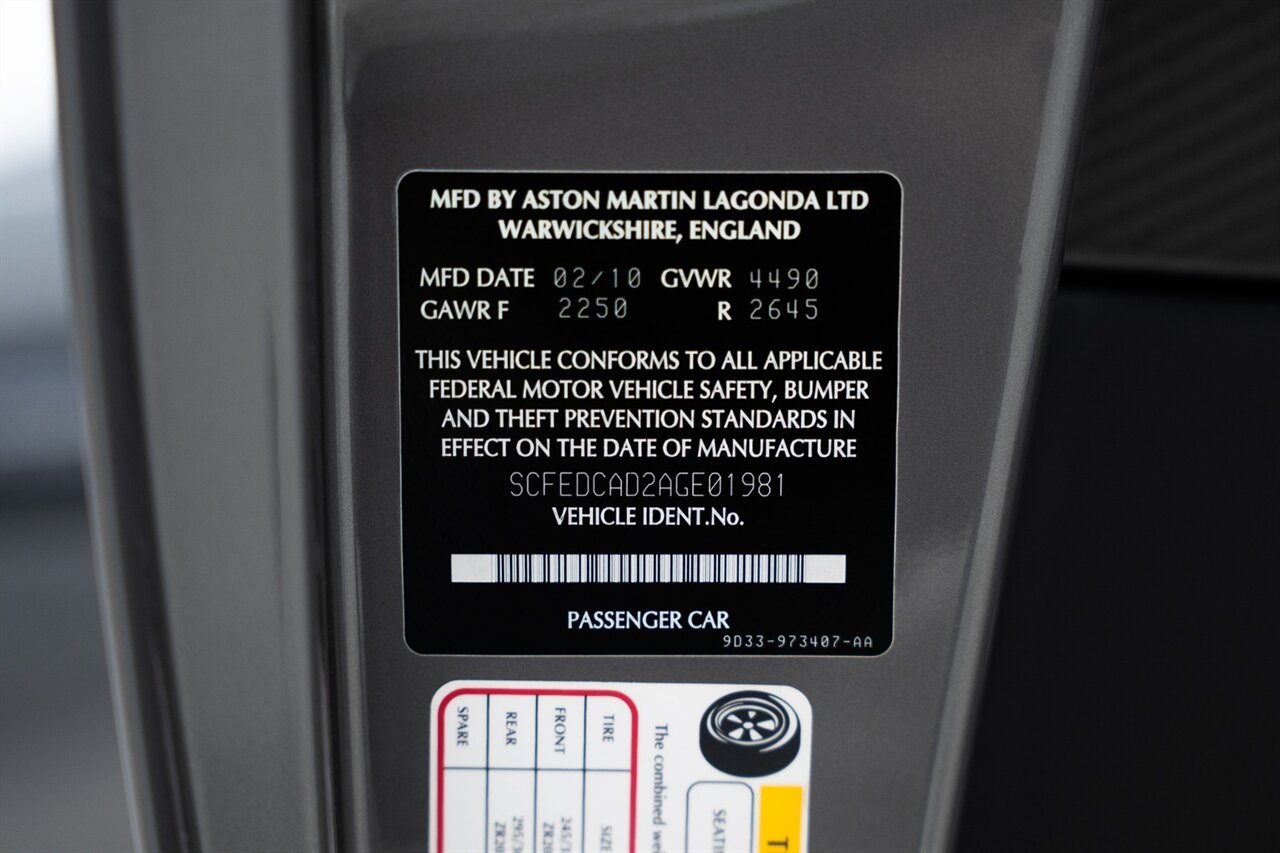 MFD BY ASTON MARTIN LAGONDA LTD
WARWICKSHIRE, ENGLAND
MFD DATE 02/10 GVWR 4490
GAWR F 2250 R 2645
THIS VEHICLE CONFORMS TO ALL APPLICABLE
FEDERAL MOTOR VEHICLE SAFETY, BUMPER
AND THEFT PREVENTION STANDARDS IN
EFFECT ON THE DATE OF MANUFACTURE
SCFEDCAD2AGE01981
VEHICLE IDENT.No.
PASSENGER CAR
9D33-973407-AA
The combined
TIRE
FRONT
REAR
SPARE